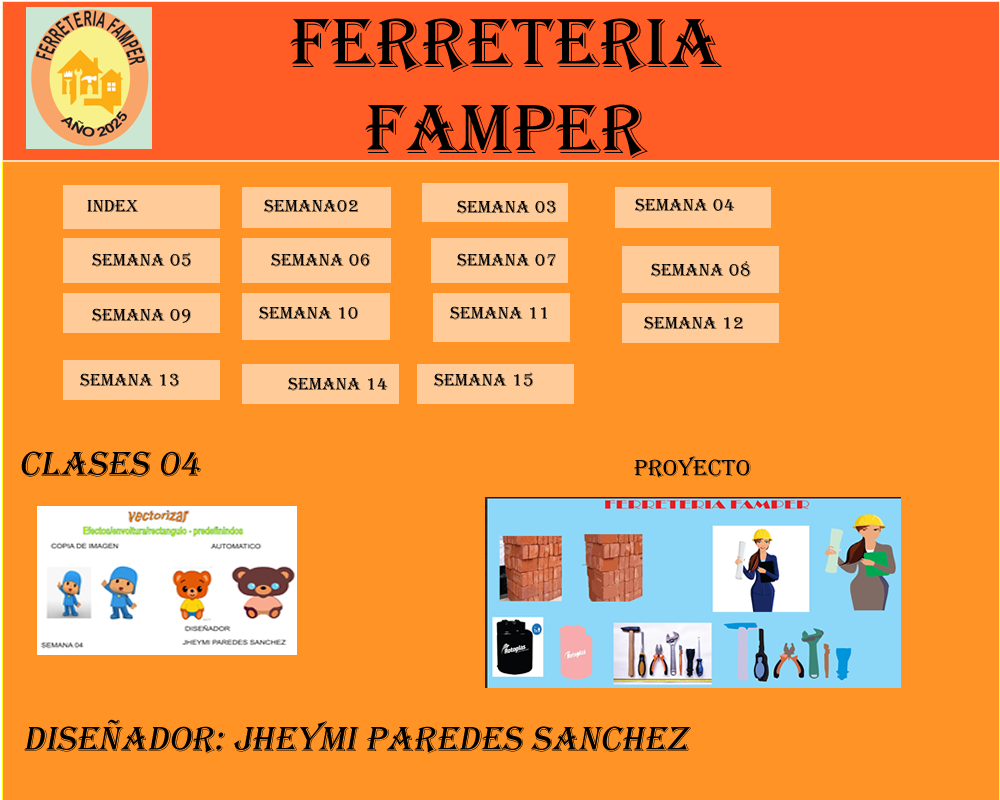 FERRETERIA FAMPER
AÑO 2025
FERRETERIA
FAMPER
INDEX
SEMANA02
SEMANA 03
SEMANA 04
SEMANA 05
SEMANA 06
SEMANA 07
SEMANA 08
SEMANA 09
SEMANA 10
SEMANA 11
SEMANA 12
SEMANA 13
SEMANA 14
SEMANA 15
CLASES 04
PROYECTO
vectorizar
Efectos/envoltura/rectangulo - predefinindos
COPIA DE IMAGEN
AUTOMATICO
DISEÑADOR
SEMANA 04
JHEYMI PAREDES SANCHEZ
FERRETERIA FAMPER
Rotoplas
Rotoplas
DISEÑADOR: JHEYMI PAREDES SANCHEZ